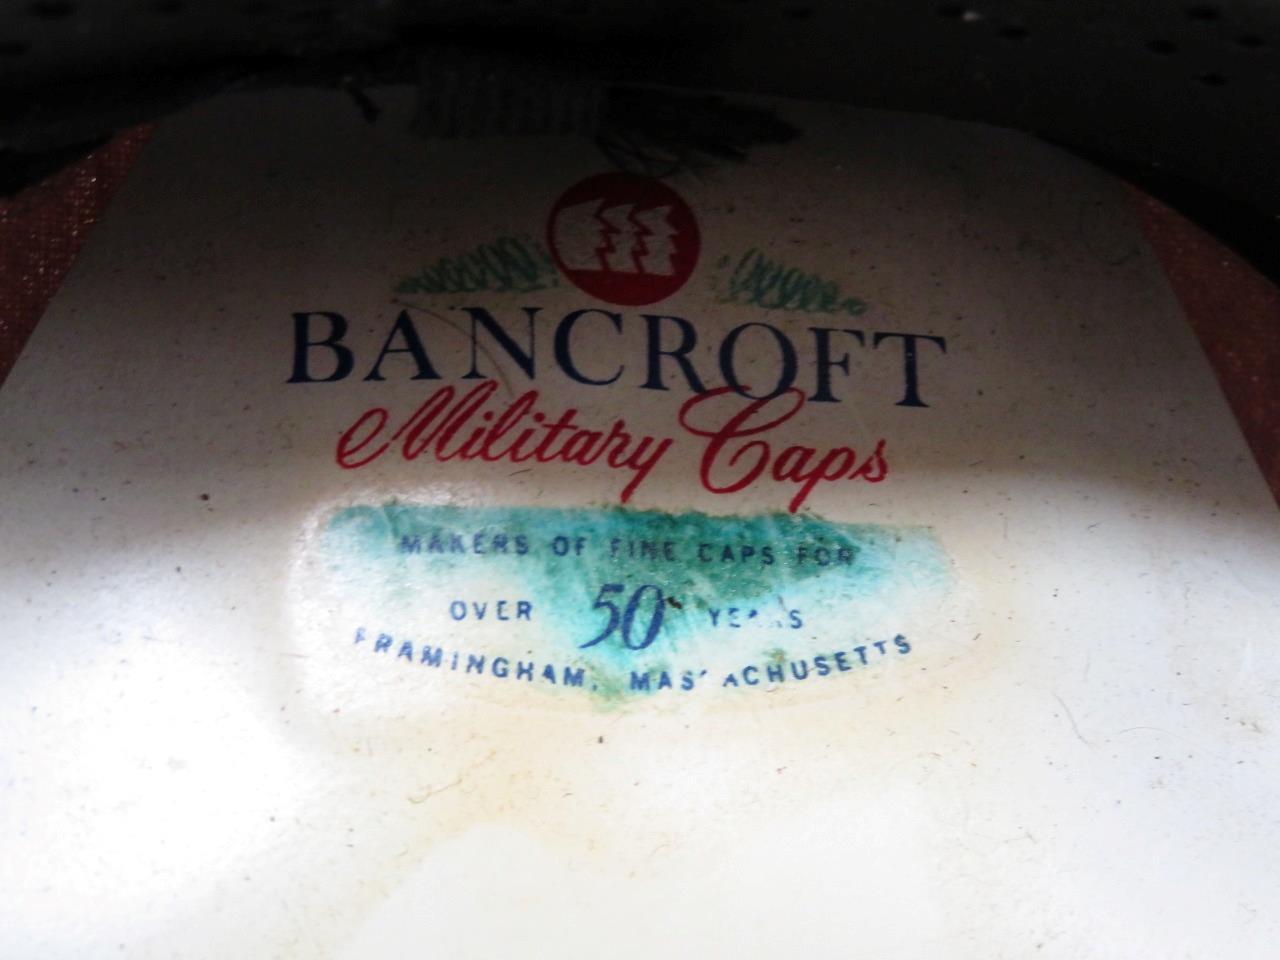 BANCROFT
Military Caps
MAKERS OF FINE CAPS FOR
OVER 50 YEARS
FRAMINGHAM, MASSACHUSETTS